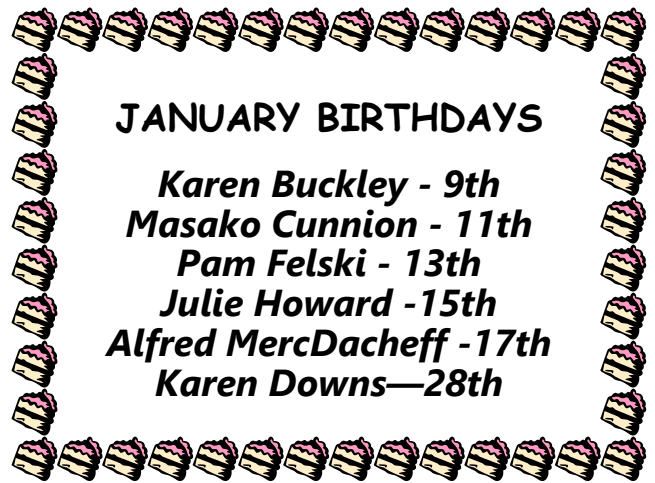 JANUARY BIRTHDAYS
Karen Buckley - 9th
Masako Cunnion - 11th
Pam Felski - 13th
Julie Howard -15th
Alfred MercDacheff -17th
Karen Downs—28th